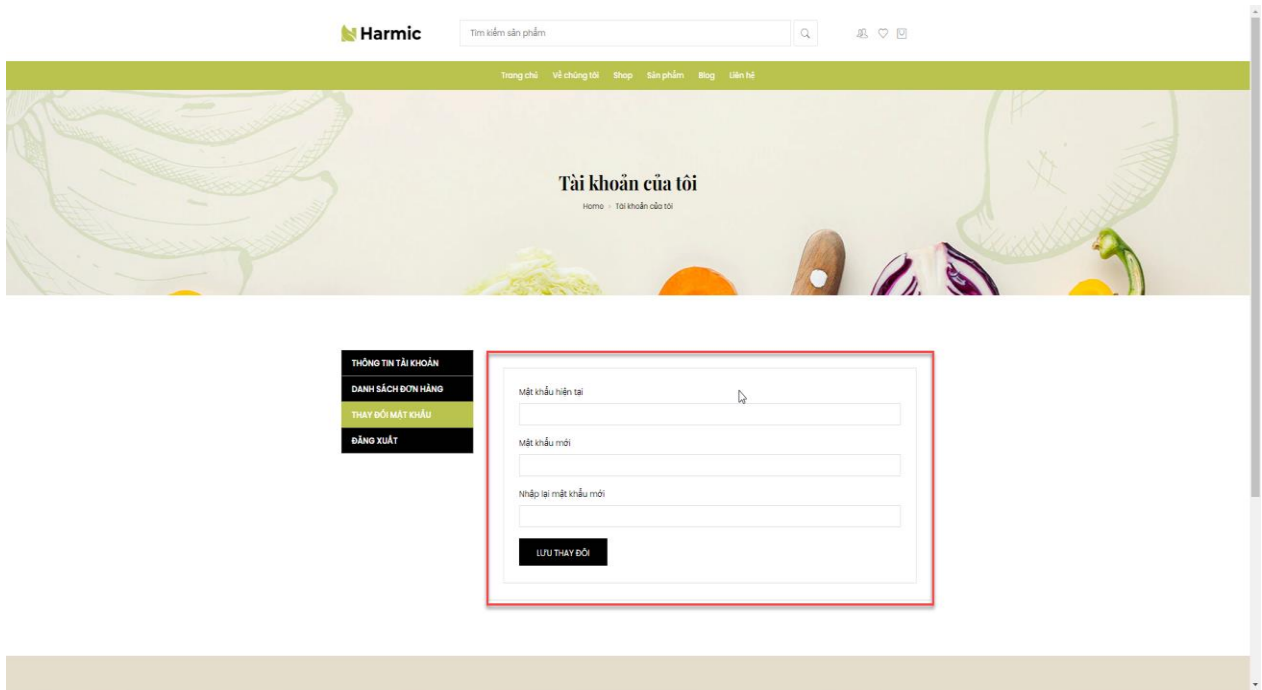 Harmic
Tìm kiếm sản phẩm
Trang chủ Về chúng tôi Shop Sản phẩm Blog Liên hệ
Tài khoản của tôi
Home Tài khoản của tôi
THÔNG TIN TÀI KHOẢN
DANH SÁCH ĐƠN HÀNG
THAY ĐỔI MẬT KHẨU
ĐĂNG XUẤT
Mật khẩu hiện tại
Mật khẩu mới
Nhập lại mật khẩu mới
LƯU THAY ĐỔI